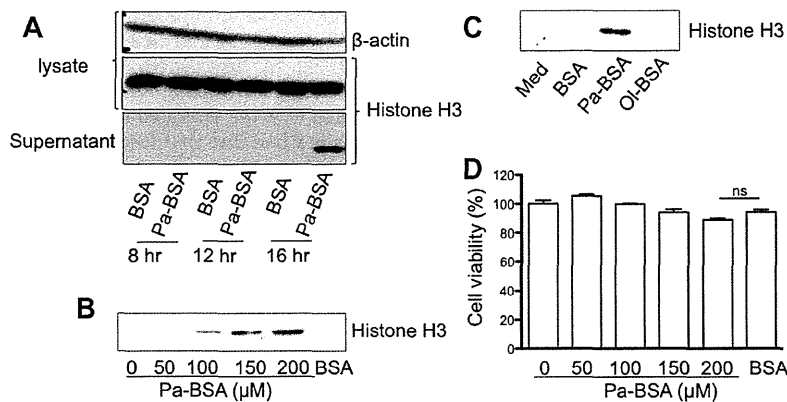 A
β-actin
lysate
Histone H3
Supernatant
BSA
Pa-BSA
BSA
Pa-BSA
BSA
Pa-BSA
8 hr
12 hr
16 hr
B
Histone H3
0 50 100 150 200 BSA
Pa-BSA (μM)
C
Histone H3
Med
BSA
Pa-BSA
Ol-BSA
D
Cell viability (%)
120
100
80
60
40
20
0
ns
0 50 100 150 200 BSA
Pa-BSA (μM)